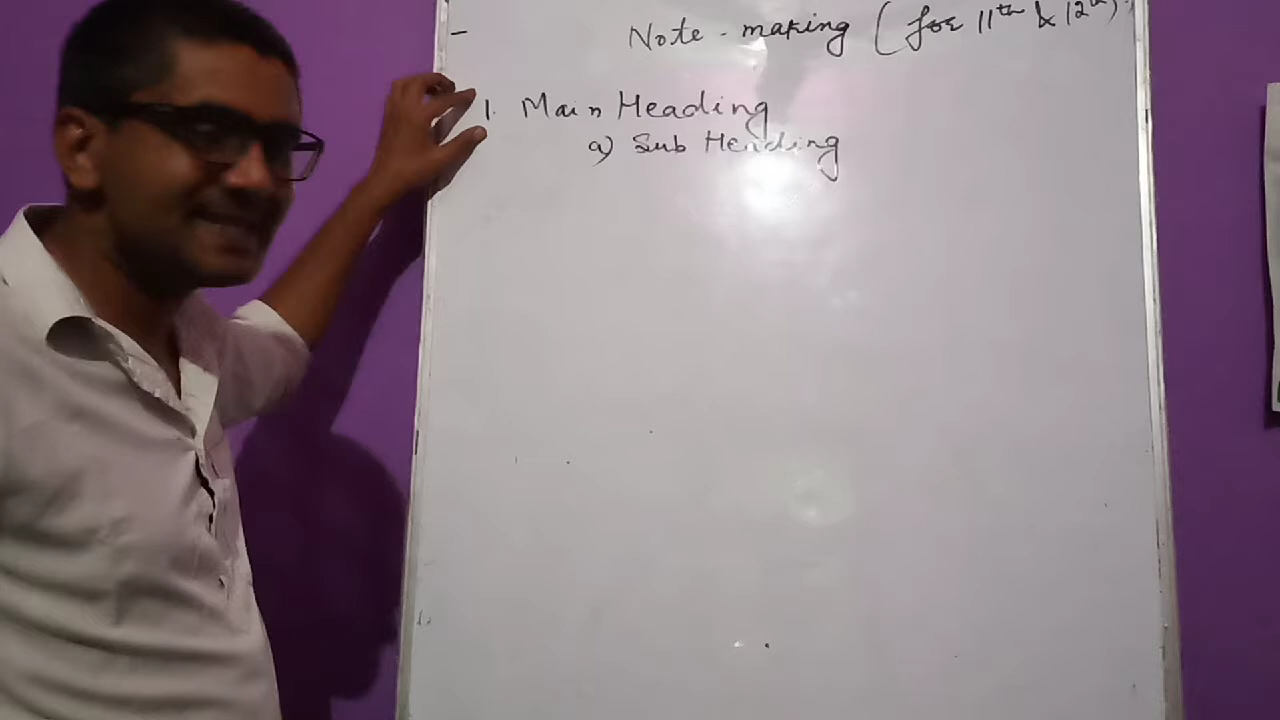 Note - making (for 11th & 12th)
1. Main Heading
a) Sub Heading